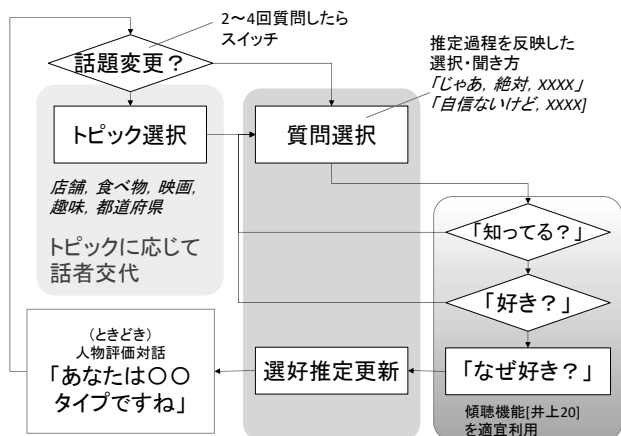 2～4回質問したら
スイッチ
話題変更？
推定過程を反映した
選択・聞き方
「じゃあ, 絶対, XXXX」
「自信ないけど, XXXX]
トピック選択
質問選択
店舗, 食べ物, 映画,
趣味, 都道府県
トピックに応じて
話者交代
「知ってる？」
「好き？」
「なぜ好き？」
傾聴機能[井上20]
を適宜利用
選好推定更新
（ときどき）
人物評価対話
「あなたは〇〇
タイプですね」